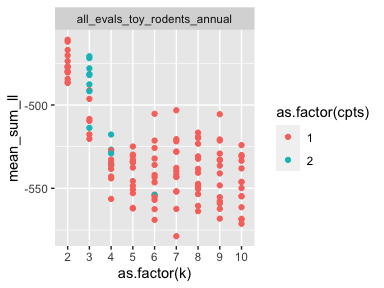 all_evals_toy_rodents_annual
mean_sum_ll
-500
-550
2 3 4 5 6 7 8 9 10
as.factor(k)
as.factor(cpts)
1
2